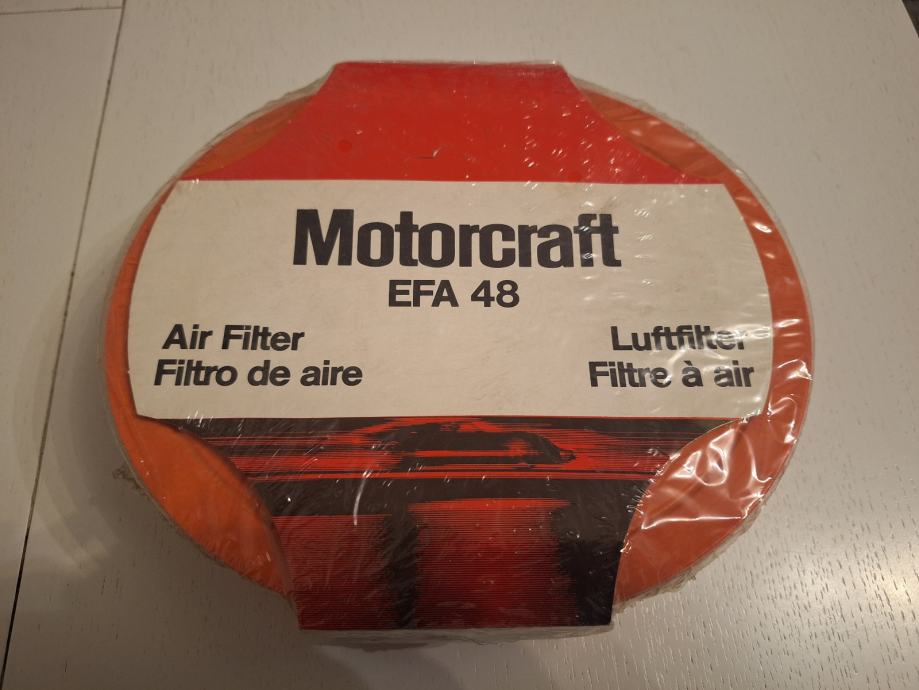 Motorcraft
EFA 48
Air Filter
Filtro de aire
Luftfilter
Filtre à air